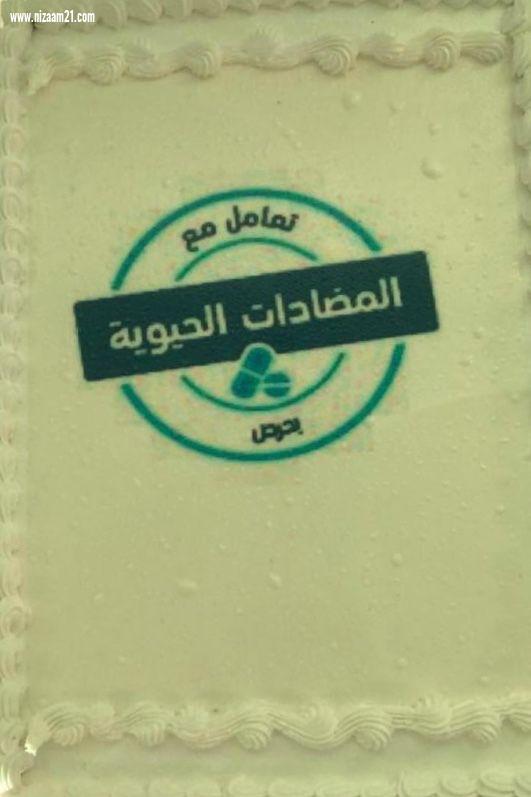 www.nizaam21.com
تعامل مع
المضادات الحيوية
بحرص